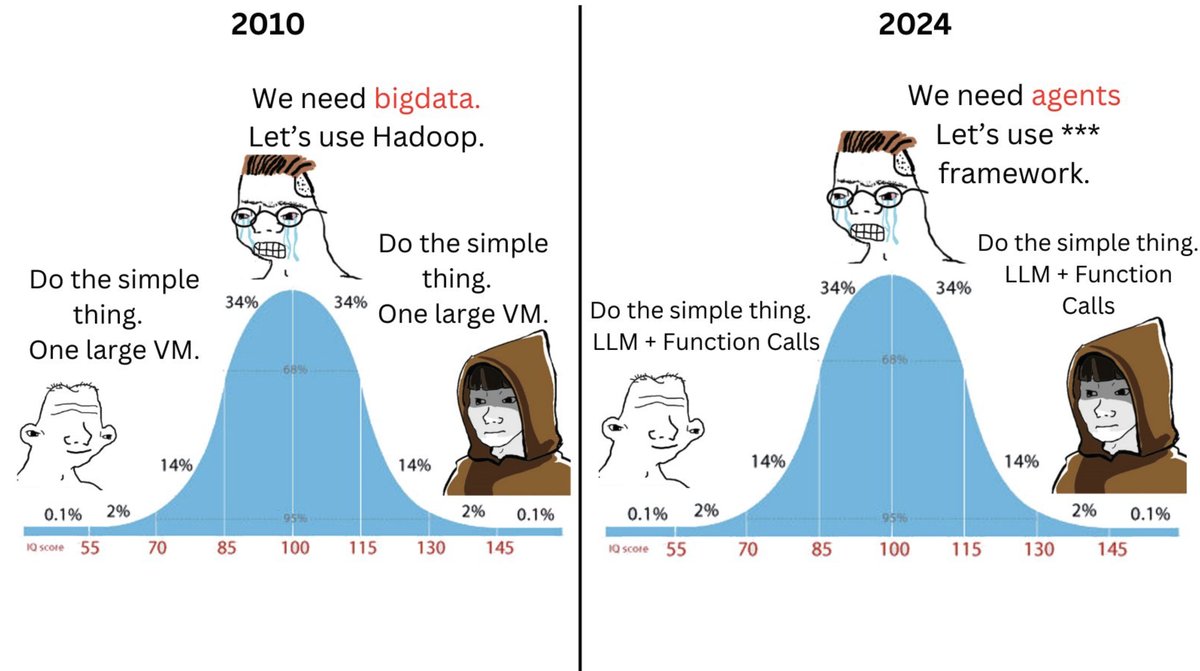 2010
We need bigdata.
Let's use Hadoop.
Do the simple
thing.
One large VM.
Do the simple
thing.
One large VM.
34%
34%
68%
14%
14%
0.1%
2%
95%
2%
0.1%
IQ score 55 70 85 100 115 130 145
2024
We need agents
Let's use ***
framework.
Do the simple thing.
LLM + Function Calls
Do the simple thing.
LLM + Function
Calls
34%
34%
68%
14%
14%
0.1%
2%
95%
2%
0.1%
IQ score 55 70 85 100 115 130 145